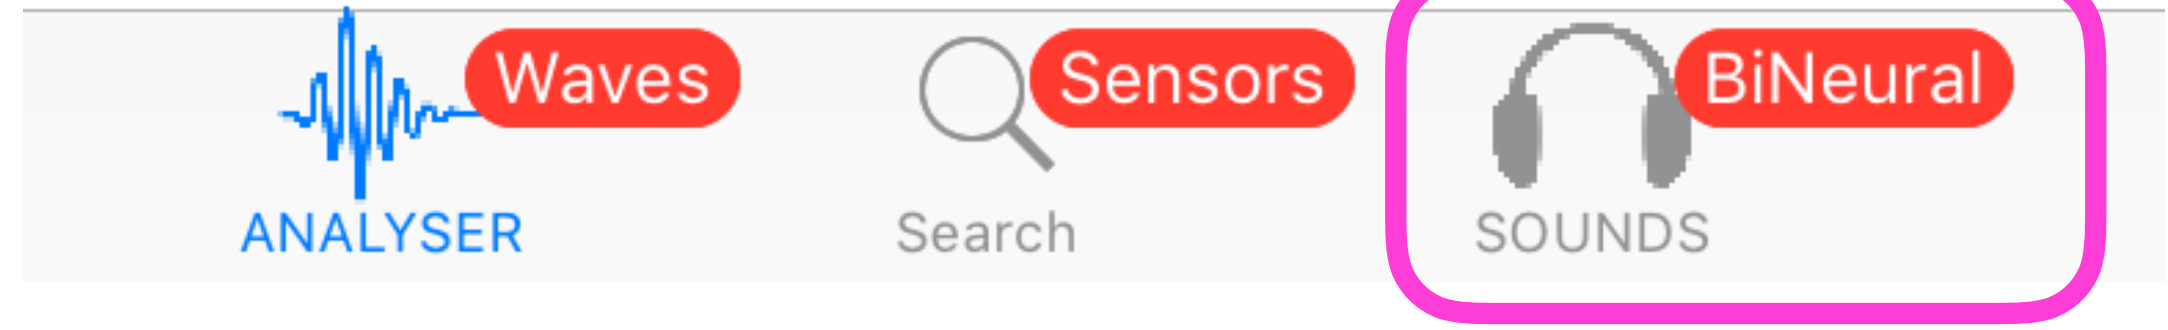 Waves
Sensors
BiNeural
ANALYSER
Search
SOUNDS